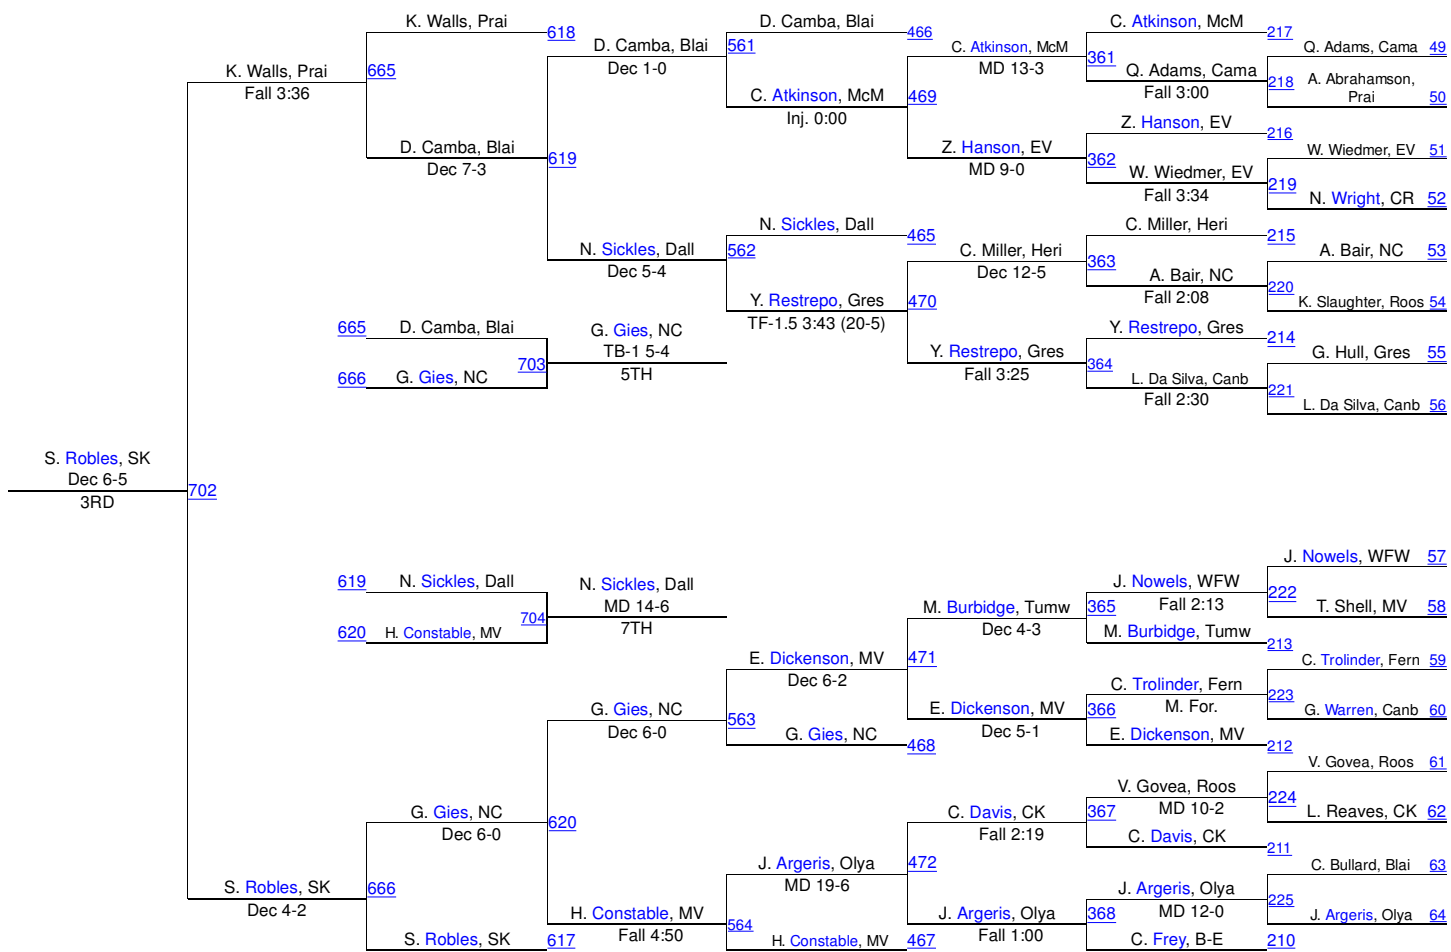 K. Walls, Prai
618
D. Camba, Blai
466
C. Atkinson, McM
217
K. Walls, Prai
Fall 3:36
665
D. Camba, Blai
Dec 1-0
561
C. Atkinson, McM
MD 13-3
361
Q. Adams, Cama 49
Q. Adams, Cama
Fall 3:00
218
A. Abrahamson,
Prai 50
C. Atkinson, McM
Inj. 0:00
469
D. Camba, Blai
Dec 7-3
619
Z. Hanson, EV
MD 9-0
362
Z. Hanson, EV
216
W. Wiedmer, EV 51
W. Wiedmer, EV
Fall 3:34
219
N. Wright, CR 52
N. Sickles, Dall
Dec 5-4
562
N. Sickles, Dall
465
C. Miller, Heri
Dec 12-5
363
C. Miller, Heri
215
A. Bair, NC 53
A. Bair, NC
Fall 2:08
220
K. Slaughter, Roos 54
Y. Restrepo, Gres
TF-1.5 3:43 (20-5)
470
665 D. Camba, Blai
703
666 G. Gies, NC
G. Gies, NC
TB-1 5-4
5TH
Y. Restrepo, Gres
Fall 3:25
364
Y. Restrepo, Gres
214
G. Hull, Gres 55
L. Da Silva, Canb
Fall 2:30
221
L. Da Silva, Canb 56
S. Robles, SK
Dec 6-5
3RD
702
619 N. Sickles, Dall
704
620 H. Constable, MV
N. Sickles, Dall
MD 14-6
7TH
J. Nowels, WFW 57
J. Nowels, WFW
Fall 2:13
222
T. Shell, MV 58
M. Burbidge, Tumw
Dec 4-3
365
M. Burbidge, Tumw
213
E. Dickenson, MV
Dec 6-2
471
C. Trolinder, Fern 59
C. Trolinder, Fern
M. For.
223
G. Warren, Canb 60
G. Gies, NC
Dec 6-0
563
G. Gies, NC
468
E. Dickenson, MV
Dec 5-1
366
E. Dickenson, MV
212
V. Govea, Roos 61
V. Govea, Roos
MD 10-2
224
L. Reaves, CK 62
G. Gies, NC
Dec 6-0
620
C. Davis, CK
Fall 2:19
367
C. Davis, CK
211
J. Argeris, Olya
MD 19-6
472
C. Bullard, Blai 63
S. Robles, SK
Dec 4-2
666
J. Argeris, Olya
MD 12-0
225
J. Argeris, Olya 64
H. Constable, MV
Fall 4:50
564
J. Argeris, Olya
Fall 1:00
368
S. Robles, SK
617
H. Constable, MV
467
C. Frey, B-E
210